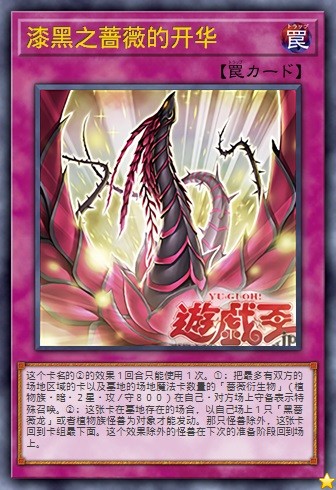 漆黑之蔷薇的开华
トラップ
罠
【罠カード】
YU-GI-OH!
遊戯王
这个卡名的②的效果1回合只能使用1次。①：把最多有双方的
场地区域的卡以及墓地的场地魔法卡数量的「蔷薇衍生物」（植
物族·暗·2星·攻/守800）在自己·对方场上守备表示特
殊召唤。②：这张卡在墓地存在的场合，以自己场上1只「黑蔷
薇龙」或者植物族怪兽为对象才能发动。那只怪兽除外，这张卡
回到卡组最下面。这个效果除外的怪兽在下次的准备阶段回到场
上。